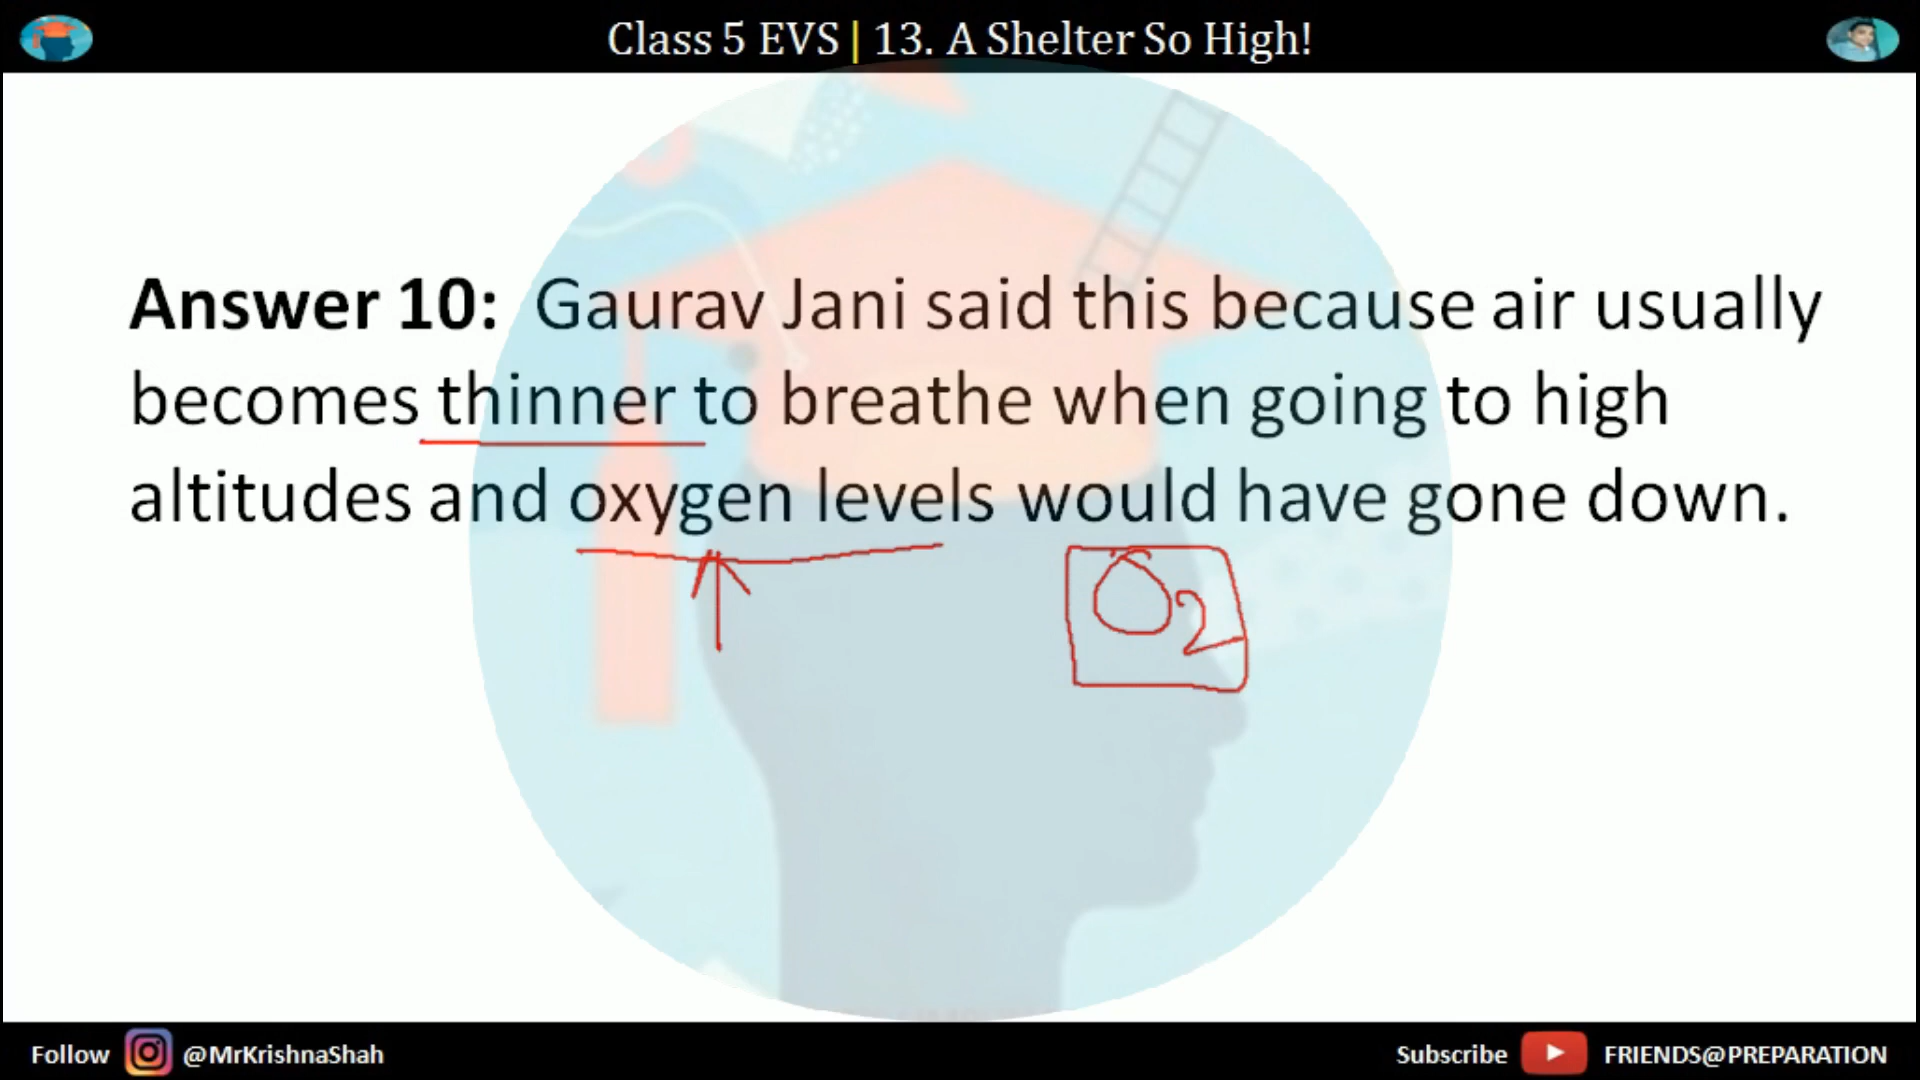 Class 5 EVS | 13. A Shelter So High!
Answer 10: Gaurav Jani said this because air usually
becomes thinner to breathe when going to high
altitudes and oxygen levels would have gone down.
O2
Follow @MrKrishnaShah
Subscribe FRIENDS@PREPARATION